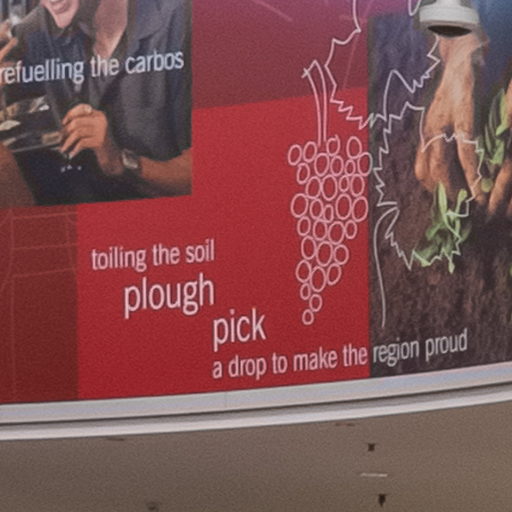 refuelling the carbos
toiling the soil
plough
pick
a drop to make the region proud